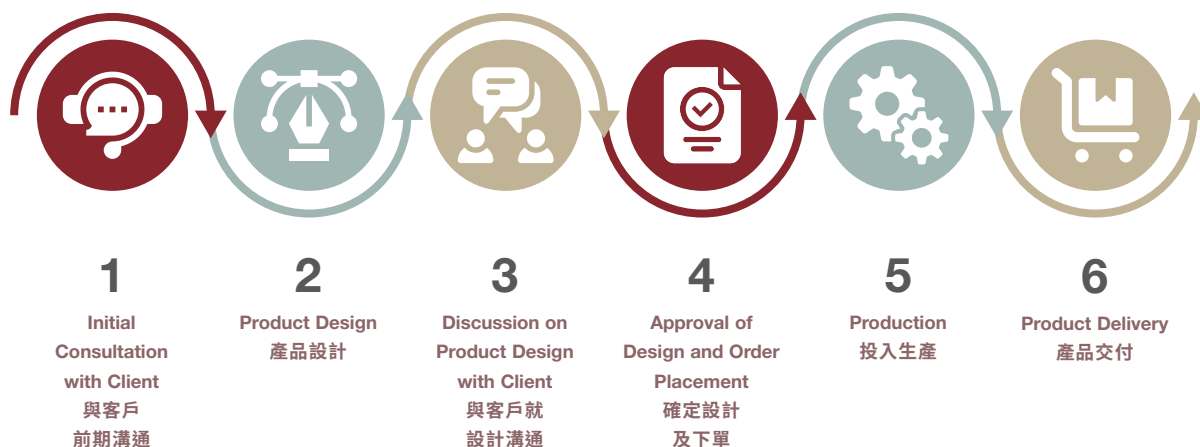 1
Initial
Consultation
with Client
與客戶
前期溝通
2
Product Design
產品設計
3
Discussion on
Product Design
with Client
與客戶就
設計溝通
4
Approval of
Design and Order
Placement
確定設計
及下單
5
Production
投入生產
6
Product Delivery
產品交付